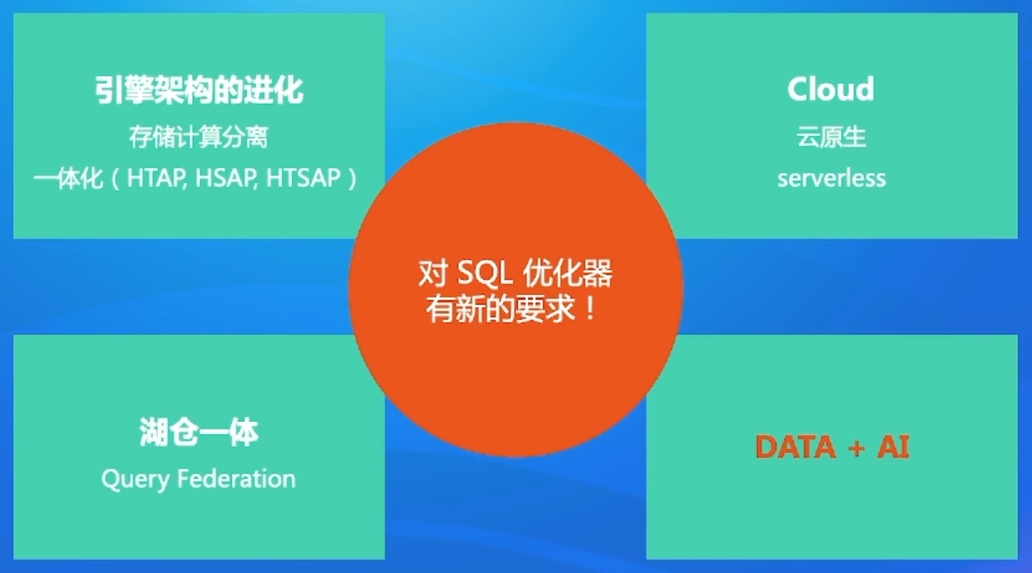 引擎架构的进化
存储计算分离
一体化（HTAP, HSAP, HTSAP）
Cloud
云原生
serverless
对 SQL 优化器
有新的要求！
湖仓一体
Query Federation
DATA + AI